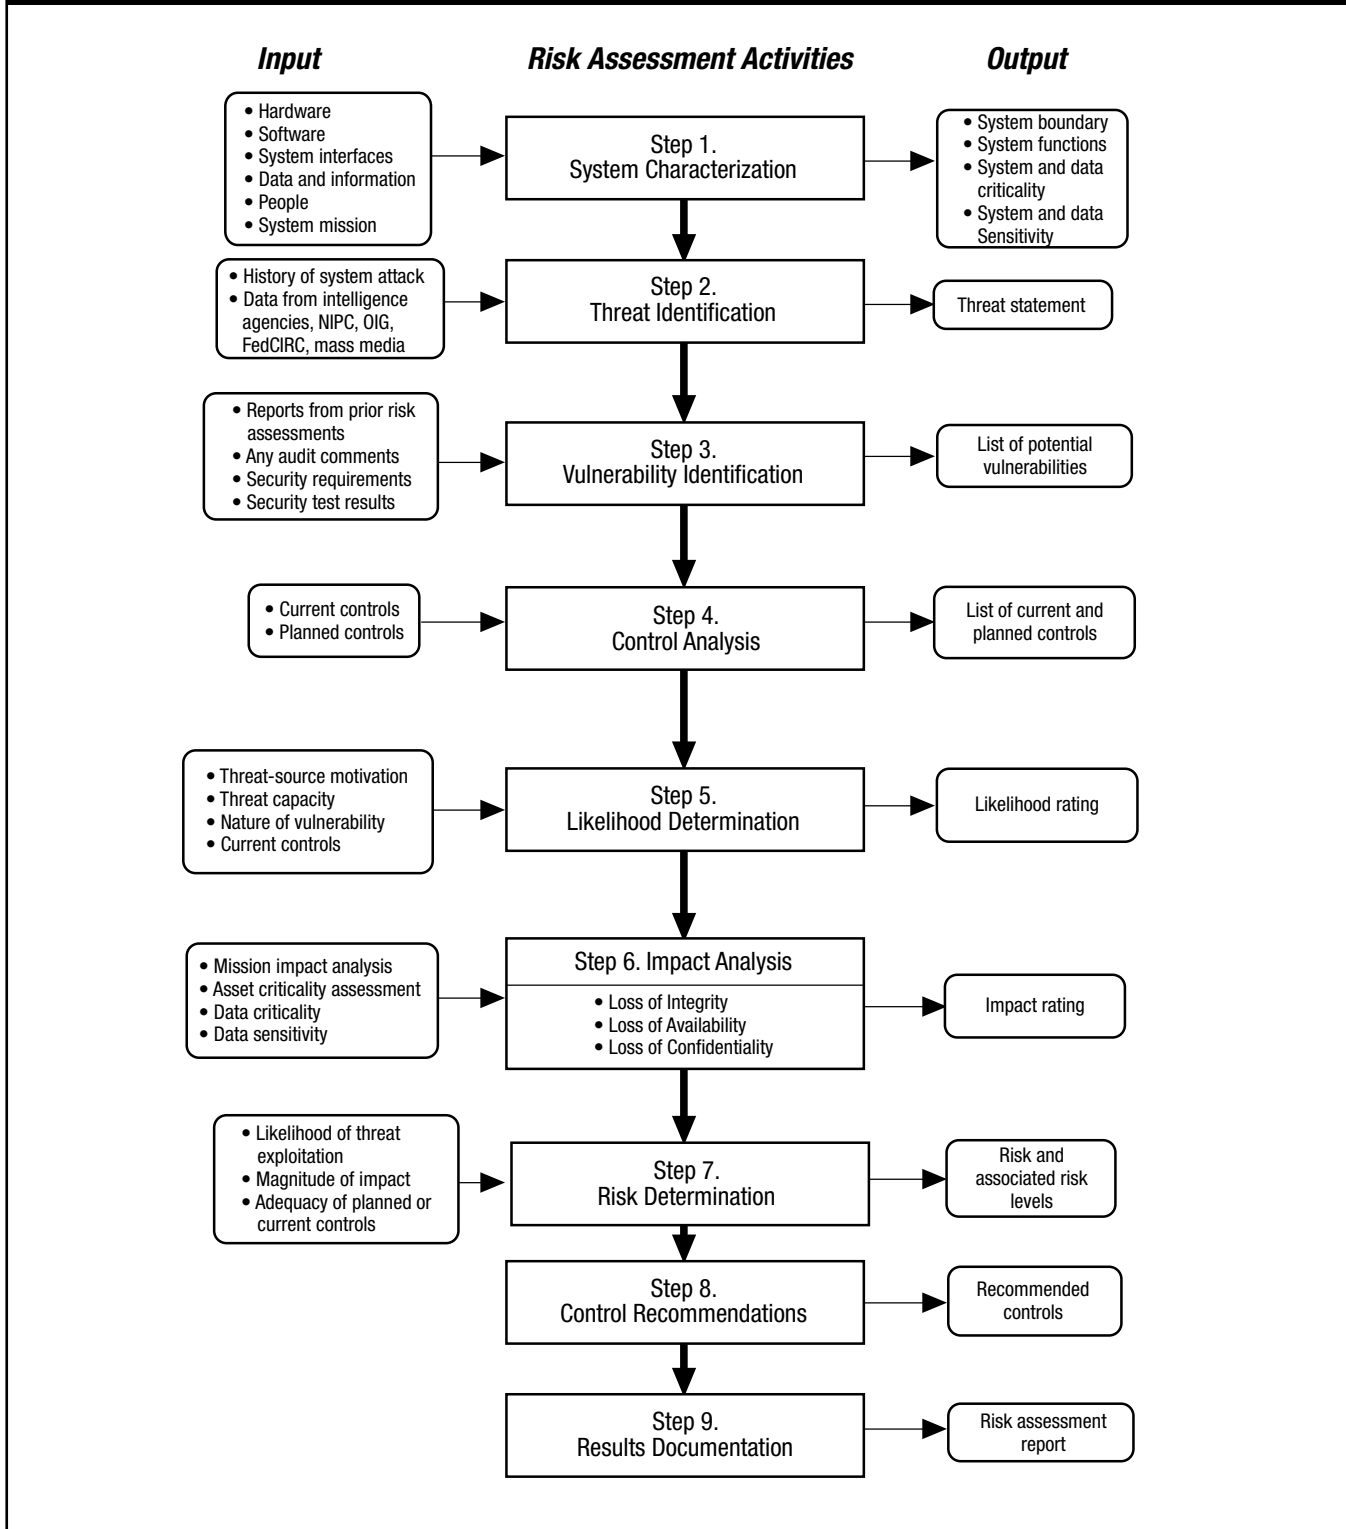 Input
Risk Assessment Activities
Output
• Hardware
• Software
• System interfaces
• Data and information
• People
• System mission
Step 1.
System Characterization
• System boundary
• System functions
• System and data
criticality
• System and data
Sensitivity
• History of system attack
• Data from intelligence
agencies, NIPC, OIG,
FedCIRC, mass media
Step 2.
Threat Identification
Threat statement
• Reports from prior risk
assessments
• Any audit comments
• Security requirements
• Security test results
Step 3.
Vulnerability Identification
List of potential
vulnerabilities
• Current controls
• Planned controls
Step 4.
Control Analysis
List of current and
planned controls
• Threat-source motivation
• Threat capacity
• Nature of vulnerability
• Current controls
Step 5.
Likelihood Determination
Likelihood rating
• Mission impact analysis
• Asset criticality assessment
• Data criticality
• Data sensitivity
Step 6. Impact Analysis
• Loss of Integrity
• Loss of Availability
• Loss of Confidentiality
Impact rating
• Likelihood of threat
exploitation
• Magnitude of impact
• Adequacy of planned or
current controls
Step 7.
Risk Determination
Risk and
associated risk
levels
Step 8.
Control Recommendations
Recommended
controls
Step 9.
Results Documentation
Risk assessment
report